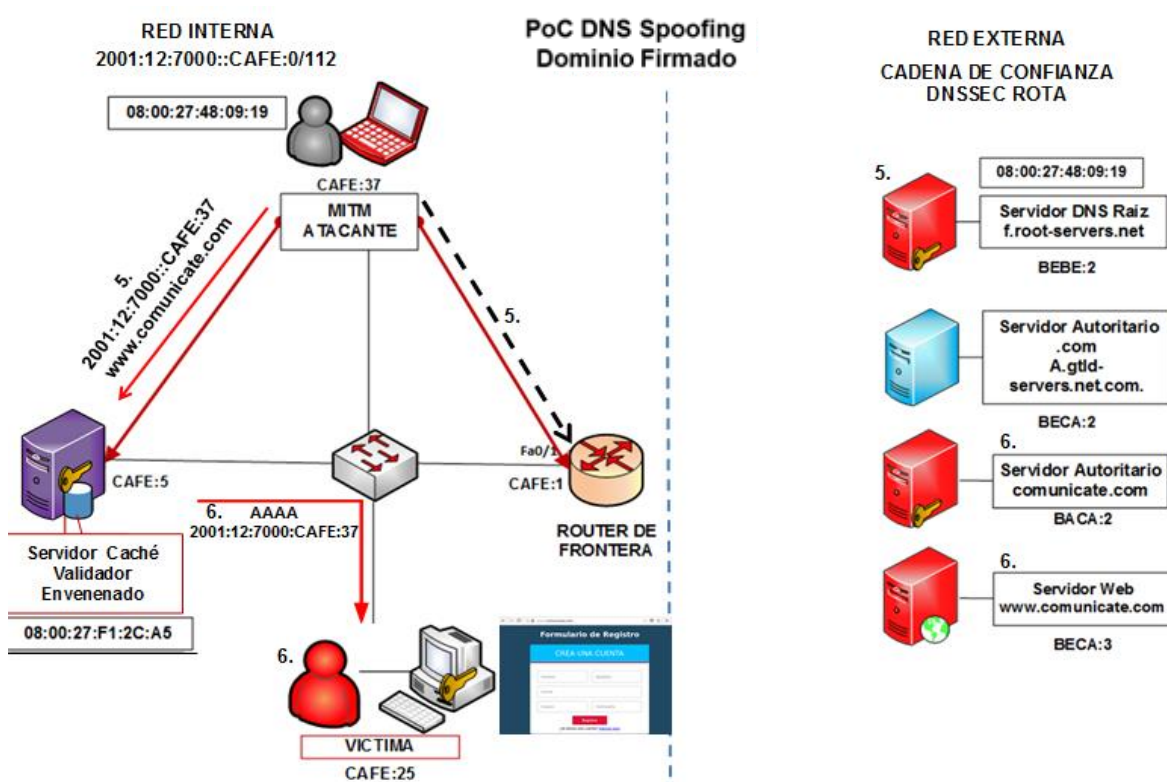 RED INTERNA
2001:12:7000::CAFE:0/112
PoC DNS Spoofing
Dominio Firmado
RED EXTERNA
CADENA DE CONFIANZA
DNSSEC ROTA
08:00:27:48:09:19
CAFE:37
MITM
ATACANTE
5.
2001:12:7000::CAFE:37
www.comunicate.com
5.
CAFE:5
Servidor Caché
Validador
Envenenado
08:00:27:F1:2C:A5
6. AAAA
2001:12:7000:CAFE:37
Fa0/1
CAFE:1
ROUTER DE
FRONTERA
6.
VICTIMA
CAFE:25
Formulario de Registro
CREA UNA CUENTA
5.
08:00:27:48:09:19
Servidor DNS Raiz
f.root-servers.net
BEBE:2
Servidor Autoritario
.com
A.gtld-
servers.net.com.
BECA:2
6.
Servidor Autoritario
comunicate.com
BACA:2
6.
Servidor Web
www.comunicate.com
BECA:3